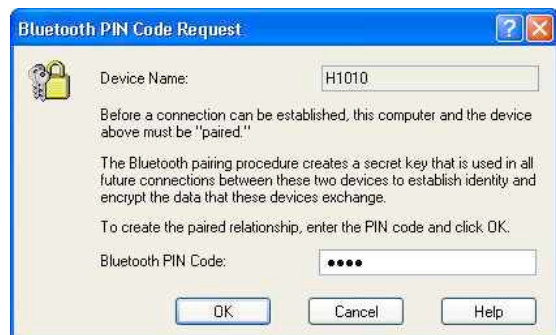 Bluetooth PIN Code Request
Device Name: H1010
Before a connection can be established, this computer and the device
above must be "paired."
The Bluetooth pairing procedure creates a secret key that is used in all
future connections between these two devices to establish identity and
encrypt the data that these devices exchange.
To create the paired relationship, enter the PIN code and click OK.
Bluetooth PIN Code: ••••
OK Cancel Help